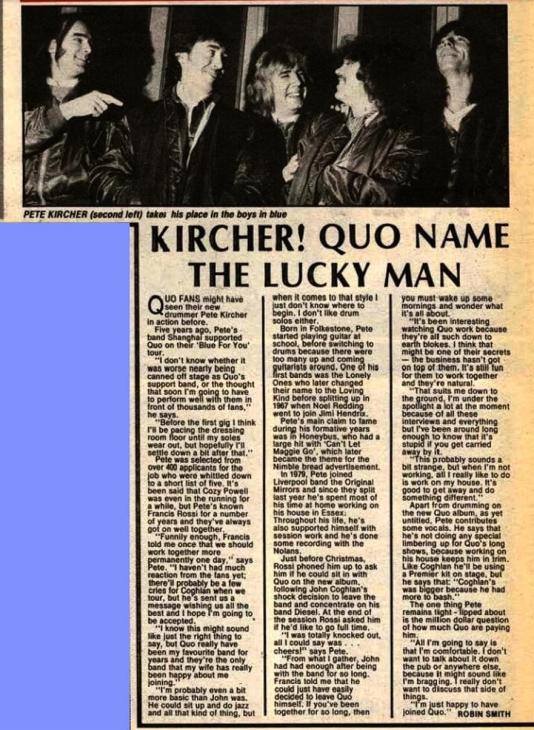 PETE KIRCHER (second left) takes his place in the boys in blue
KIRCHER! QUO NAME
THE LUCKY MAN
QUO FANS might have
seen their new
drummer Pete Kircher
in action before.
Five years ago, Pete's
band Shanghai supported
Quo on their 'Blue For You'
tour.
"I don't know whether it
was worse nearly being
canned off stage as Quo's
support band, or the thought
that soon I'm going to have
to perform well with them in
front of thousands of fans,"
he says.
"Before the first gig I think
I'll be pacing the dressing
room floor until my soles
wear out, but hopefully I'll
settle down a bit after that."
Pete was selected from
over 400 applicants for the
job who were whittled down
to a short list of five. It's
been said that Cozy Powell
was even in the running for
a while, but Pete's known
Francis Rossi for a number
of years and they've always
got on well together.
"Funnily enough, Francis
told me once that we should
work together more
permanently one day," says
Pete. "I haven't had much
reaction from the fans yet;
there'll probably be a few
cries for Coghlan when we
tour, but he's sent us a
message wishing us all the
best and I hope I'm going to
be accepted.
"I know this might sound
like just the right thing to
say, but Quo really have
been my favourite band for
years and they're the only
band that my wife has really
been happy about me
joining."
"I'm probably even a bit
more basic than John was.
He could sit up and do jazz
and all that kind of thing, but
when it comes to that style I
just don't know where to
begin. I don't like drum
solos either.
Born in Folkestone, Pete
started playing guitar at
school, before switching to
drums because there were
too many up and coming
guitarists around. One of his
first bands was the Lonely
Ones who later changed
their name to the Loving
Kind before splitting up in
1967 when Noel Redding
went to join Jimi Hendrix.
Pete's main claim to fame
during his formative years
was in Honeybus, who had a
large hit with 'Can't Let
Maggie Go', which later
became the theme for the
Nimble bread advertisement.
In 1979, Pete joined
Liverpool band the Original
Mirrors and since they split
last year he's spent most of
his time at home working on
his house in Essex.
Throughout his life, he's
also supported himself with
session work and he's done
some recording with the
Nolans.
Just before Christmas,
Rossi phoned him up to ask
him if he could sit in with
Quo on the new album,
following John Coghlan's
shock decision to leave the
band and concentrate on his
band Diesel. At the end of
the session Rossi asked him
if he'd like to go full time.
"I was totally knocked out,
all I could say was . . .
cheers!" says Pete.
"From what I gather, John
had had enough after being
with the band for so long.
Francis told me that he
could just have easily
decided to leave Quo
himself. If you've been
together for so long, then
you must wake up some
mornings and wonder what
it's all about.
"It's been interesting
watching Quo work because
they're all such down to
earth blokes. I think that
might be one of their secrets
— the business hasn't got
on top of them. It's still fun
for them to work together
and they're natural.
"That suits me down to
the ground, I'm under the
spotlight a lot at the moment
because of all these
interviews and everything
but I've been around long
enough to know that it's
stupid if you get carried
away by it.
"This probably sounds a
bit strange, but when I'm not
working, all I really like to do
is work on my house. It's
good to get away and do
something different."
Apart from drumming on
the new Quo album, as yet
untitled, Pete contributes
some vocals. He says that
he's not doing any special
limbering up for Quo's long
shows, because working on
his house keeps him in trim.
Like Coghlan he'll be using
a Premier kit on stage, but
he says that: "Coghlan's
was bigger because he had
more to bash."
The one thing Pete
remains tight - lipped about
is the million dollar question
of how much Quo are paying
him.
"All I'm going to say is
that I'm comfortable. I don't
want to talk about it down
the pub or anywhere else,
because it might sound like
I'm bragging. I really don't
want to discuss that side of
things.
"I'm just happy to have
joined Quo." ROBIN SMITH